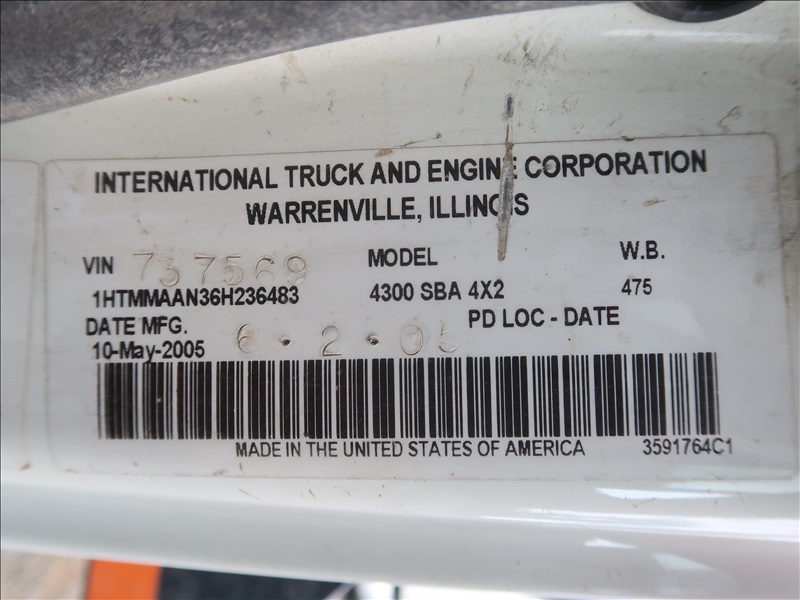 INTERNATIONAL TRUCK AND ENGINE CORPORATION
WARRENVILLE, ILLINOIS
VIN 737569 MODEL W.B.
1HTMMAAN36H236483 4300 SBA 4X2 475
DATE MFG. PD LOC - DATE
10-May-2005 6.2.05
MADE IN THE UNITED STATES OF AMERICA 3591764C1